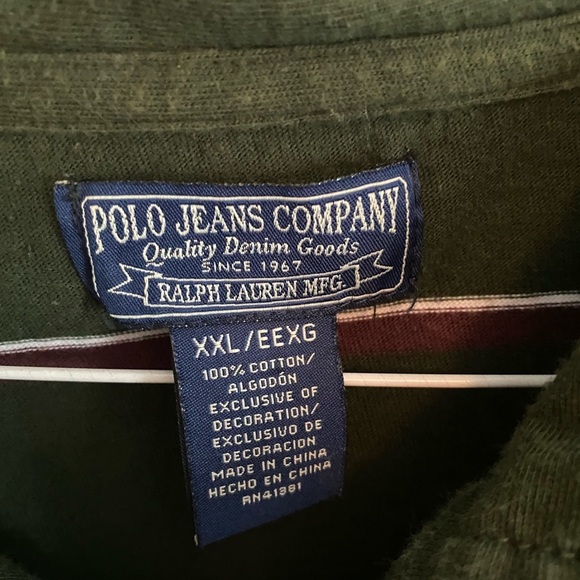 POLO JEANS COMPANY
Quality Denim Goods
SINCE 1967
RALPH LAUREN MFG.
XXL/EEXG
100% COTTON/
ALGODÓN
EXCLUSIVE OF
DECORATION/
EXCLUSIVO DE
DECORACION
MADE IN CHINA
HECHO EN CHINA
RN41381